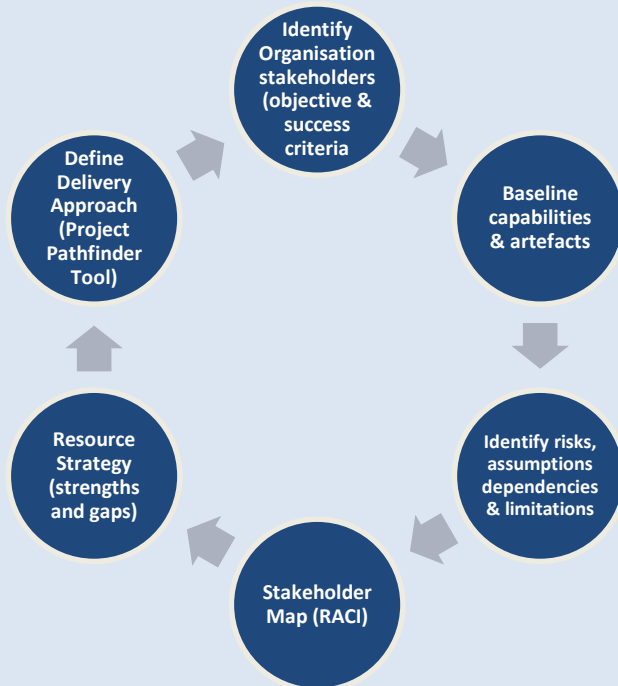 Identify
Organisation
stakeholders
(objective &
success
criteria
Baseline
capabilities
& artefacts
Identify risks,
assumptions
dependencies
& limitations
Stakeholder
Map (RACI)
Resource
Strategy
(strengths
and gaps)
Define
Delivery
Approach
(Project
Pathfinder
Tool)